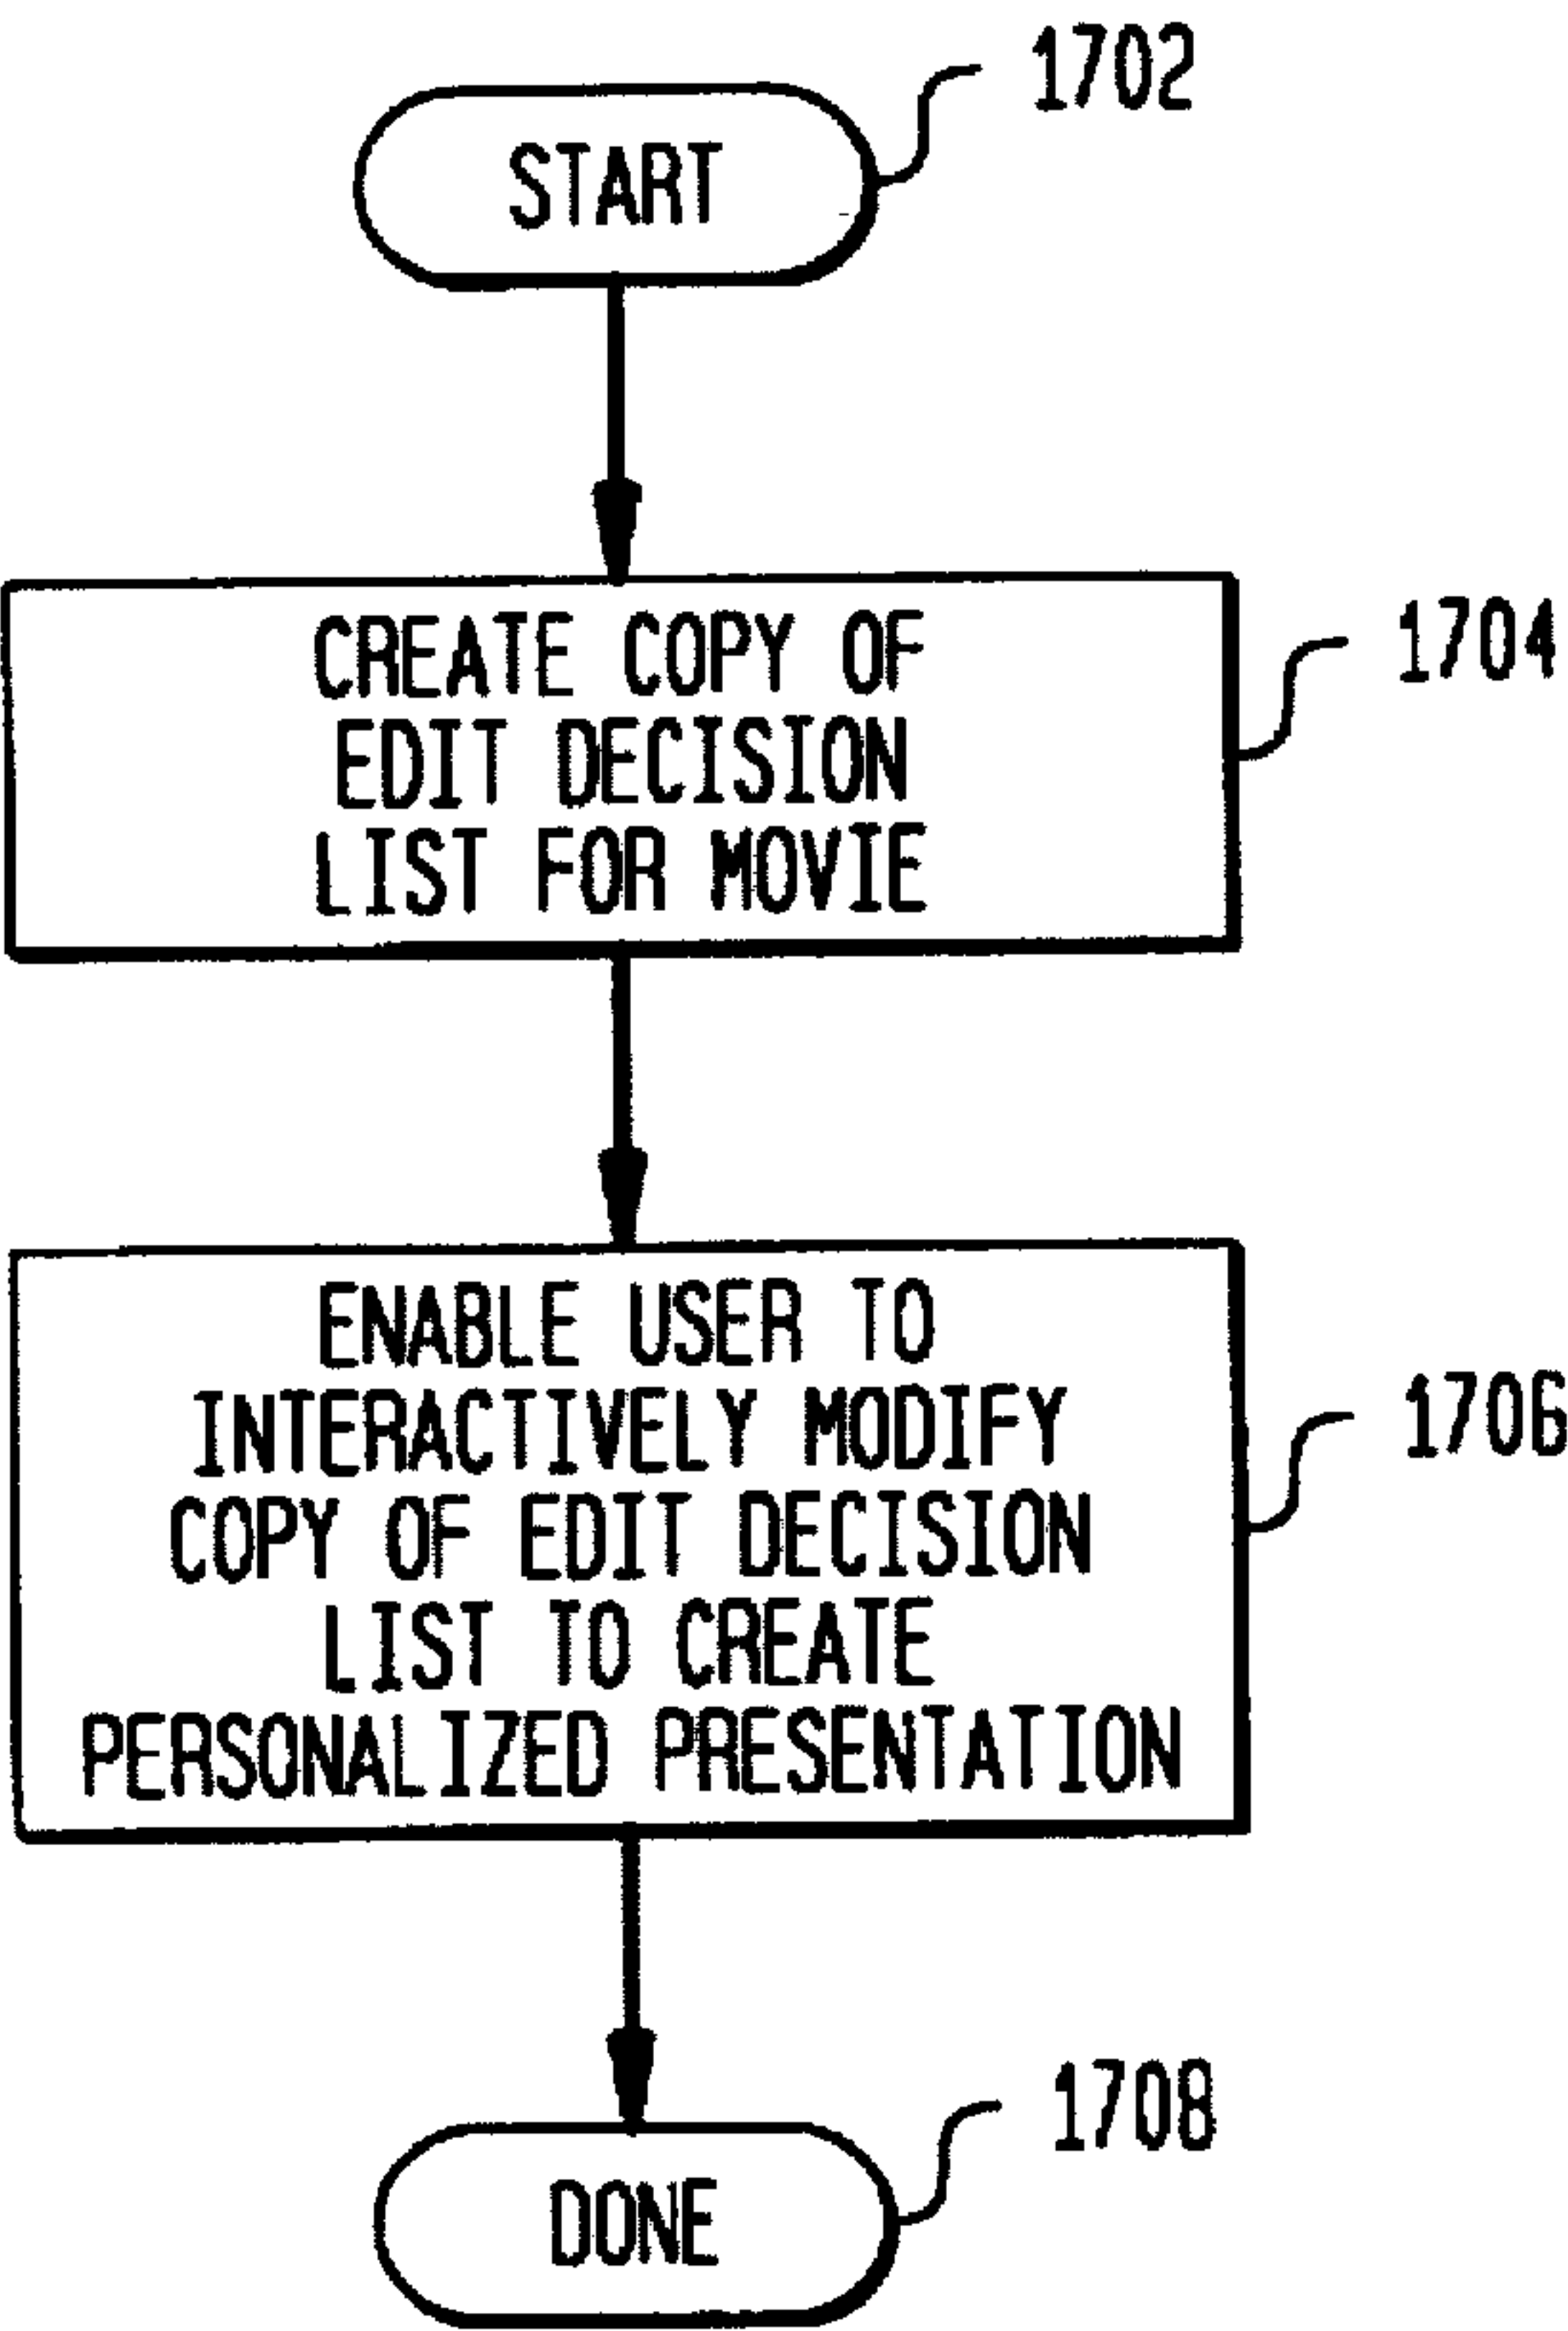 1702
START
CREATE COPY OF
EDIT DECISION
LIST FOR MOVIE
1704
ENABLE USER TO
INTERACTIVELY MODIFY
COPY OF EDIT DECISION
LIST TO CREATE
PERSONALIZED PRESENTATION
1706
1708
DONE